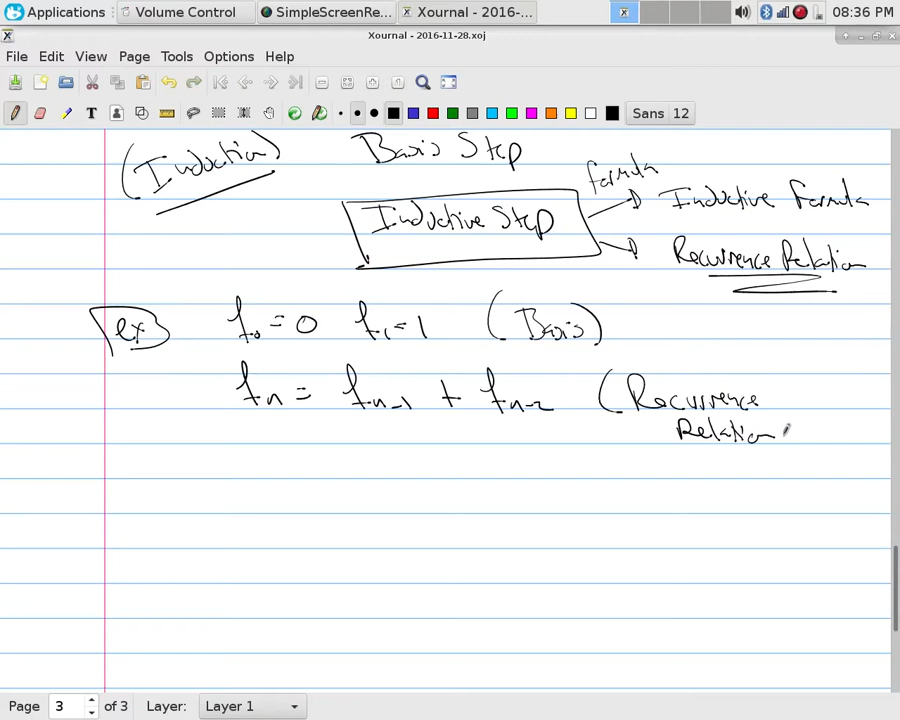 Applications Volume Control SimpleScreenRe... Xournal - 2016-... 08:36 PM
Xournal - 2016-11-28.xoj
File Edit View Page Tools Options Help
Sans 12
(Induction) Basis Step
formula
Inductive Step Inductive Formula
Recurrence Relation
ex) f₀ = 0 f₁ = 1 (Basis)
fₙ = fₙ₋₁ + fₙ₋₂ (Recurrence
Relation
Page 3 of 3 Layer: Layer 1